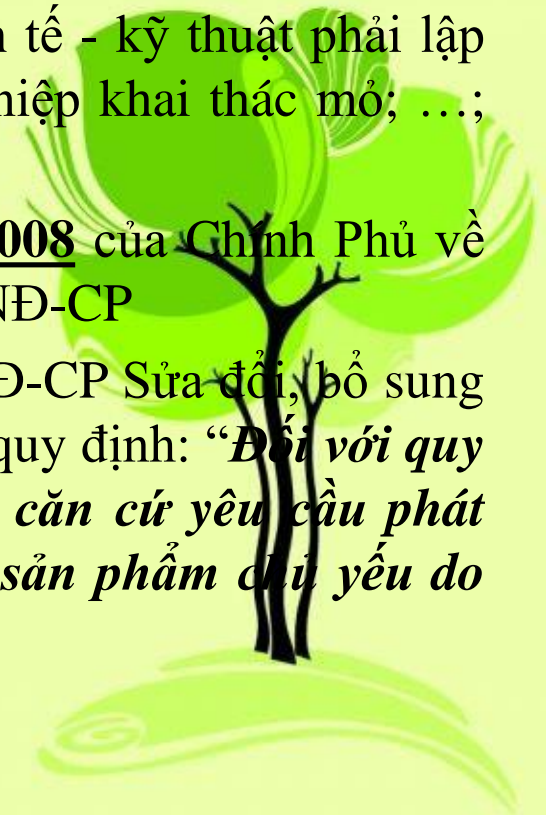 tế - kỹ thuật phải lập
khai thác mỏ; …;
008 của Chính Phủ về
NĐ-CP
Đ-CP Sửa đổi, bổ sung
quy định: “Đối với quy
căn cứ yêu cầu phát
sản phẩm chủ yếu do